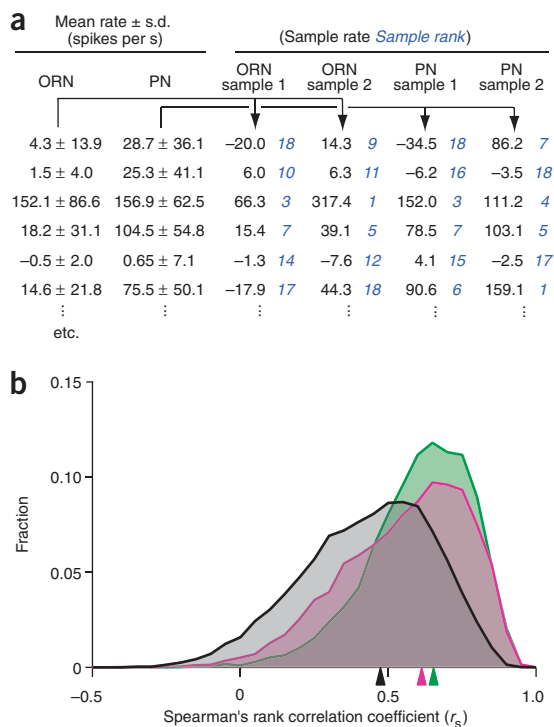 a
Mean rate ± s.d.
(spikes per s)
(Sample rate Sample rank)
ORN PN ORN sample 1 ORN sample 2 PN sample 1 PN sample 2
4.3 ± 13.9 28.7 ± 36.1 –20.0 18 14.3 9 –34.5 18 86.2 7
1.5 ± 4.0 25.3 ± 41.1 6.0 10 6.3 11 –6.2 16 –3.5 18
152.1 ± 86.6 156.9 ± 62.5 66.3 3 317.4 1 152.0 3 111.2 4
18.2 ± 31.1 104.5 ± 54.8 15.4 7 39.1 5 78.5 7 103.1 5
–0.5 ± 2.0 0.65 ± 7.1 –1.3 14 –7.6 12 4.1 15 –2.5 17
14.6 ± 21.8 75.5 ± 50.1 –17.9 17 44.3 18 90.6 6 159.1 1
⋮ ⋮ ⋮ ⋮ ⋮ ⋮
etc.
b
0.15
0.10
0.05
0
Fraction
–0.5 0 0.5 1.0
Spearman's rank correlation coefficient (rs)